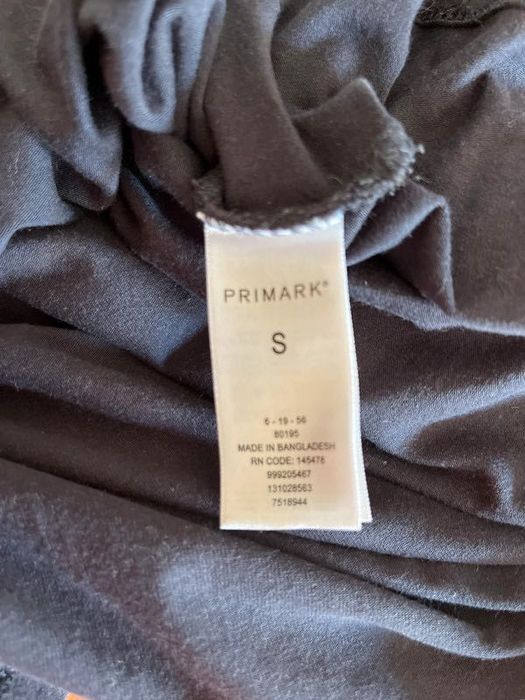 PRIMARK®
S
6 - 19 - 56
80195
MADE IN BANGLADESH
RN CODE: 145476
999205467
131028563
7518944